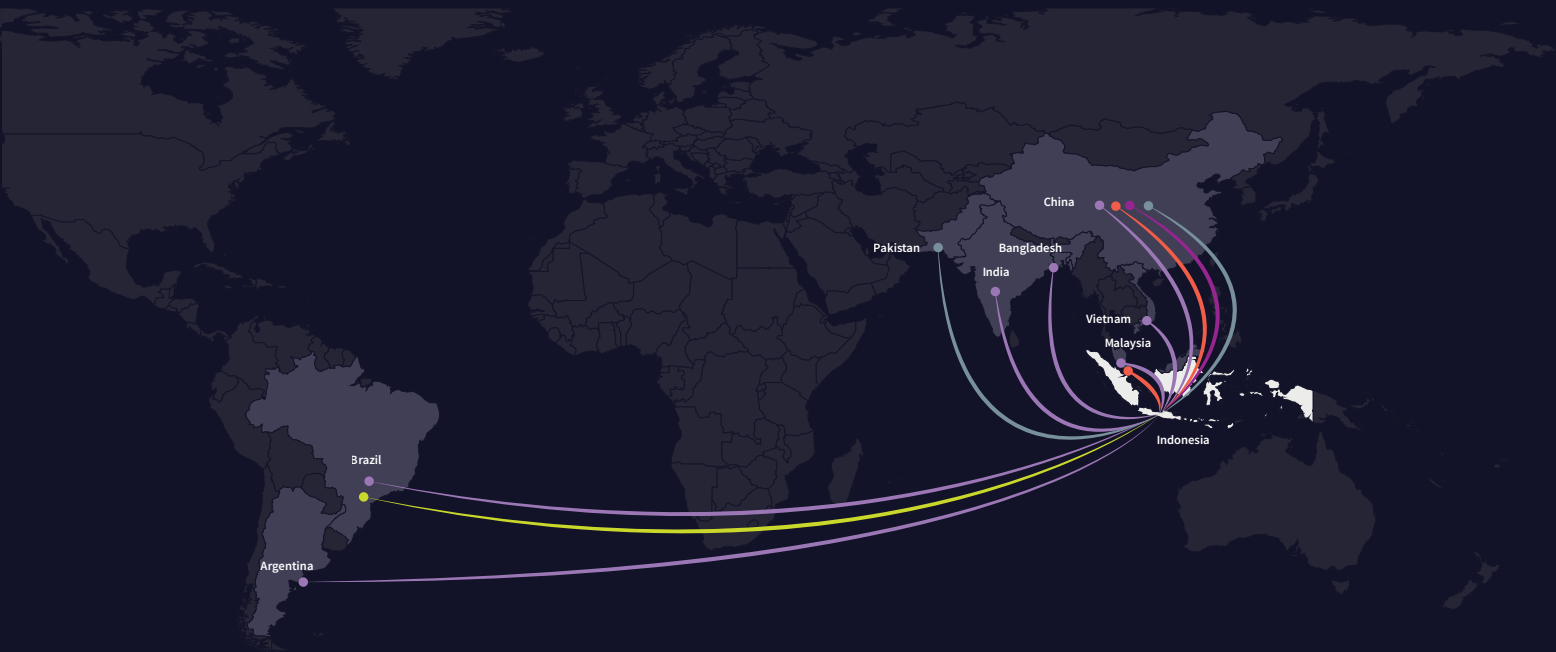 China
Pakistan
Bangladesh
India
Vietnam
Malaysia
Indonesia
Brazil
Argentina